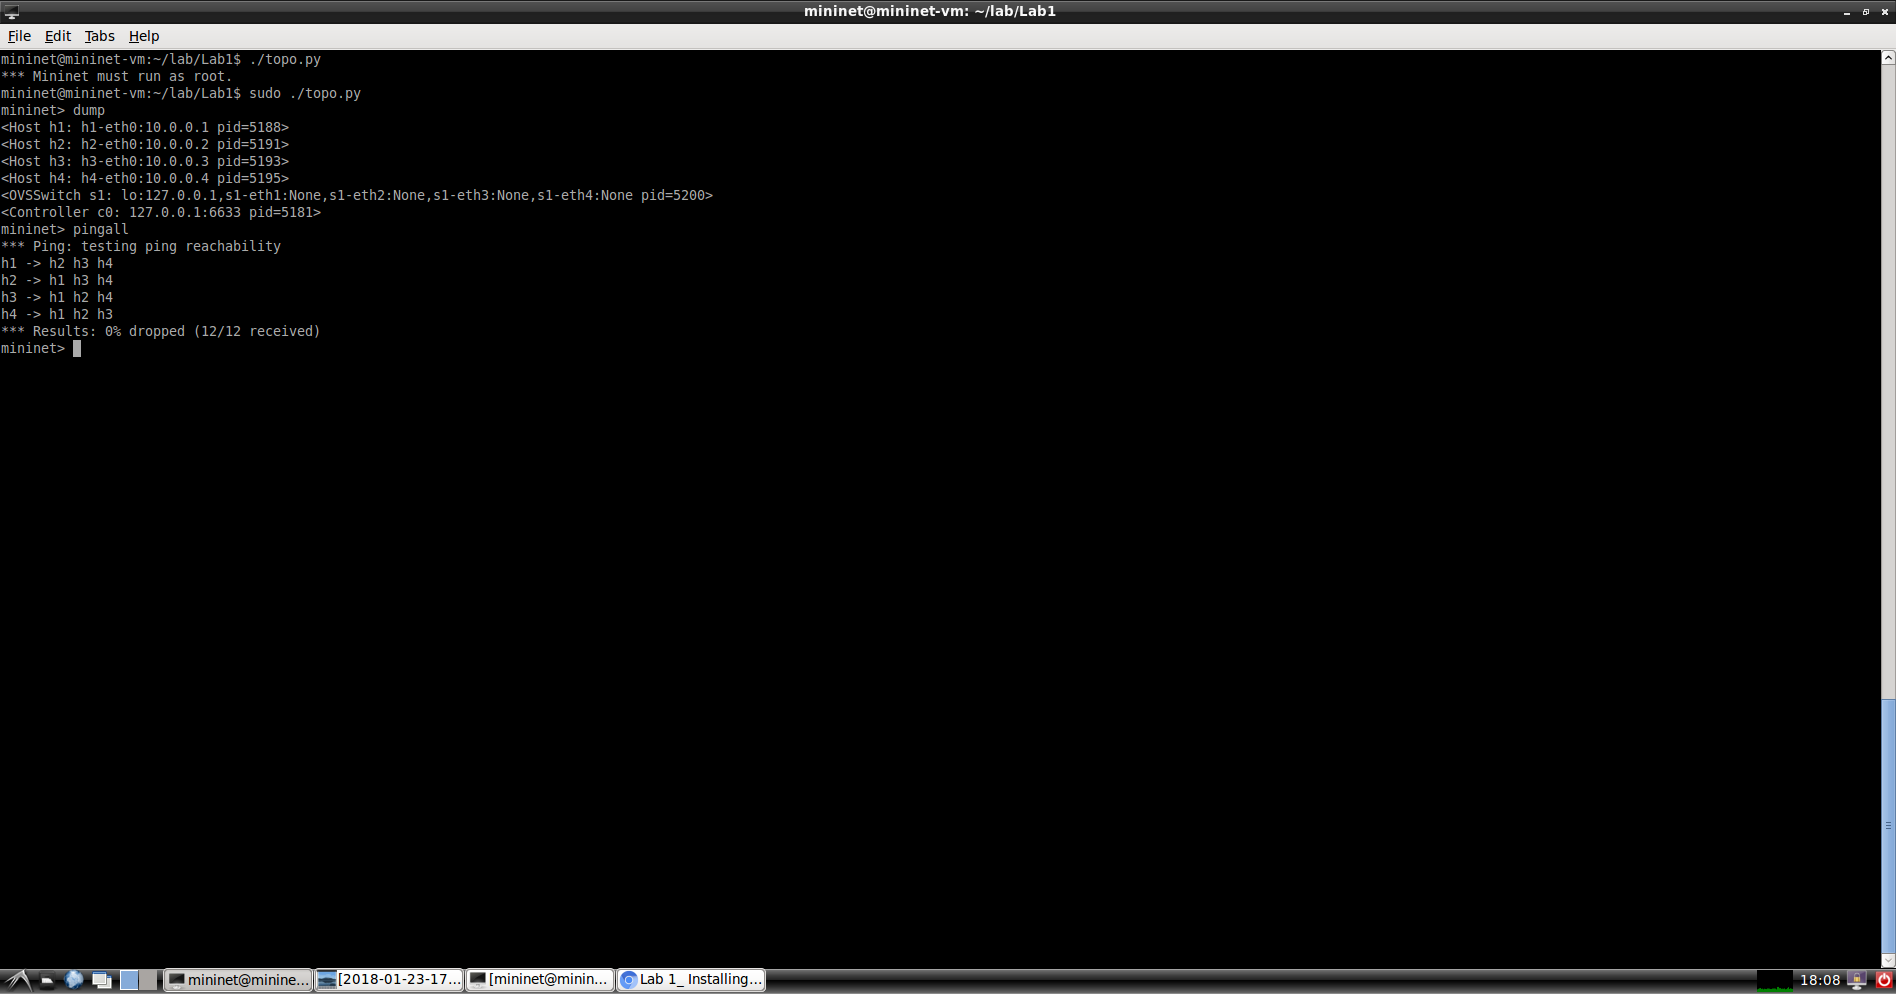 mininet@mininet-vm: ~/lab/Lab1
File Edit Tabs Help
mininet@mininet-vm:~/lab/Lab1$ ./topo.py
*** Mininet must run as root.
mininet@mininet-vm:~/lab/Lab1$ sudo ./topo.py
mininet> dump
<Host h1: h1-eth0:10.0.0.1 pid=5188>
<Host h2: h2-eth0:10.0.0.2 pid=5191>
<Host h3: h3-eth0:10.0.0.3 pid=5193>
<Host h4: h4-eth0:10.0.0.4 pid=5195>
<OVSSwitch s1: lo:127.0.0.1,s1-eth1:None,s1-eth2:None,s1-eth3:None,s1-eth4:None pid=5200>
<Controller c0: 127.0.0.1:6633 pid=5181>
mininet> pingall
*** Ping: testing ping reachability
h1 -> h2 h3 h4
h2 -> h1 h3 h4
h3 -> h1 h2 h4
h4 -> h1 h2 h3
*** Results: 0% dropped (12/12 received)
mininet>
mininet@minine... [2018-01-23-17... [mininet@minin... Lab 1_ Installing... 18:08